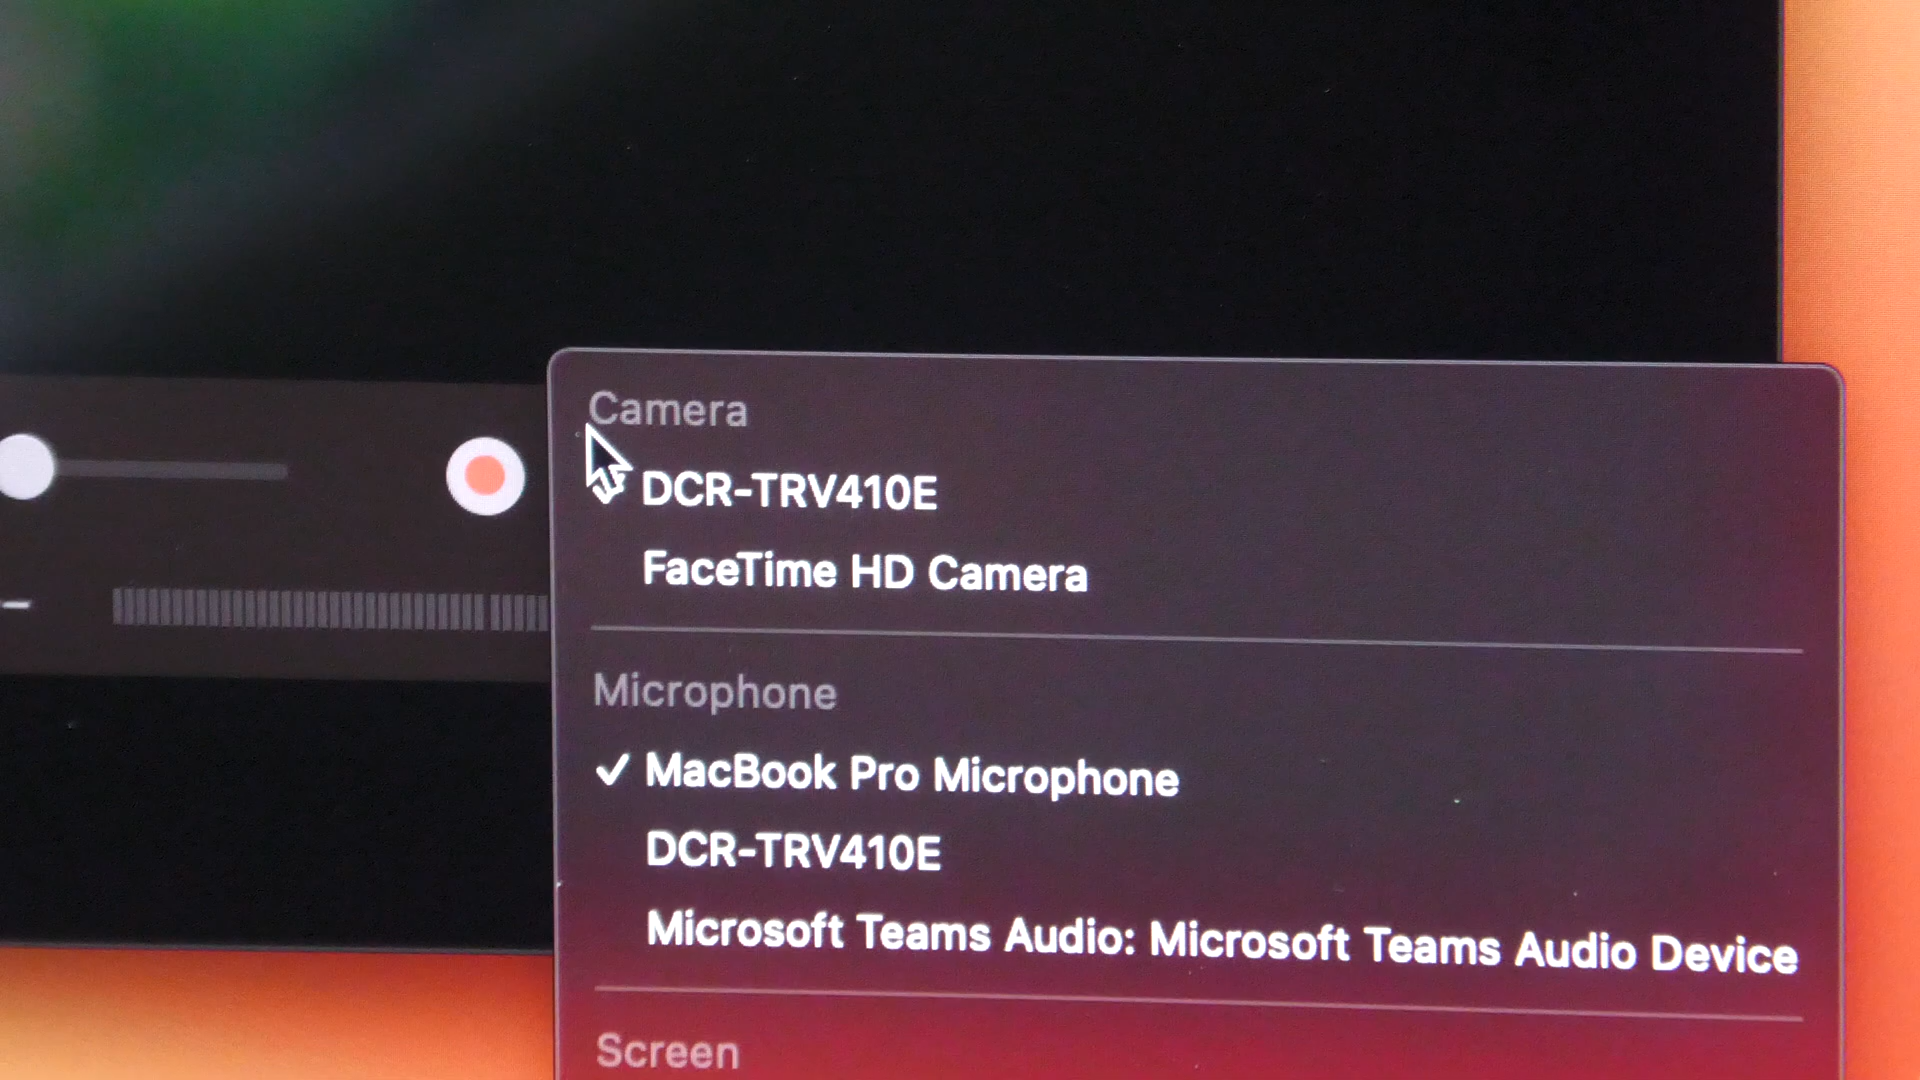 Camera
DCR-TRV410E
FaceTime HD Camera
Microphone
✓ MacBook Pro Microphone
DCR-TRV410E
Microsoft Teams Audio: Microsoft Teams Audio Device
Screen